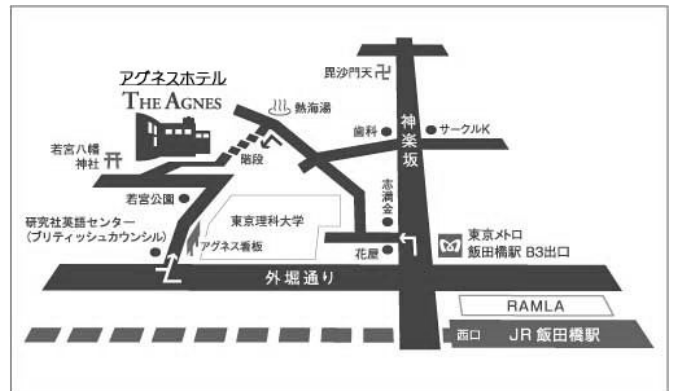 毘沙門天
アグネスホテル
THE AGNES
熱海湯
歯科
神楽坂
サークルK
若宮八幡
神社
階段
志満金
若宮公園
東京理科大学
研究社英語センター
(ブリティッシュカウンシル)
アグネス看板
花屋
東京メトロ
飯田橋駅 B3出口
外堀通り
RAMLA
西口
JR 飯田橋駅